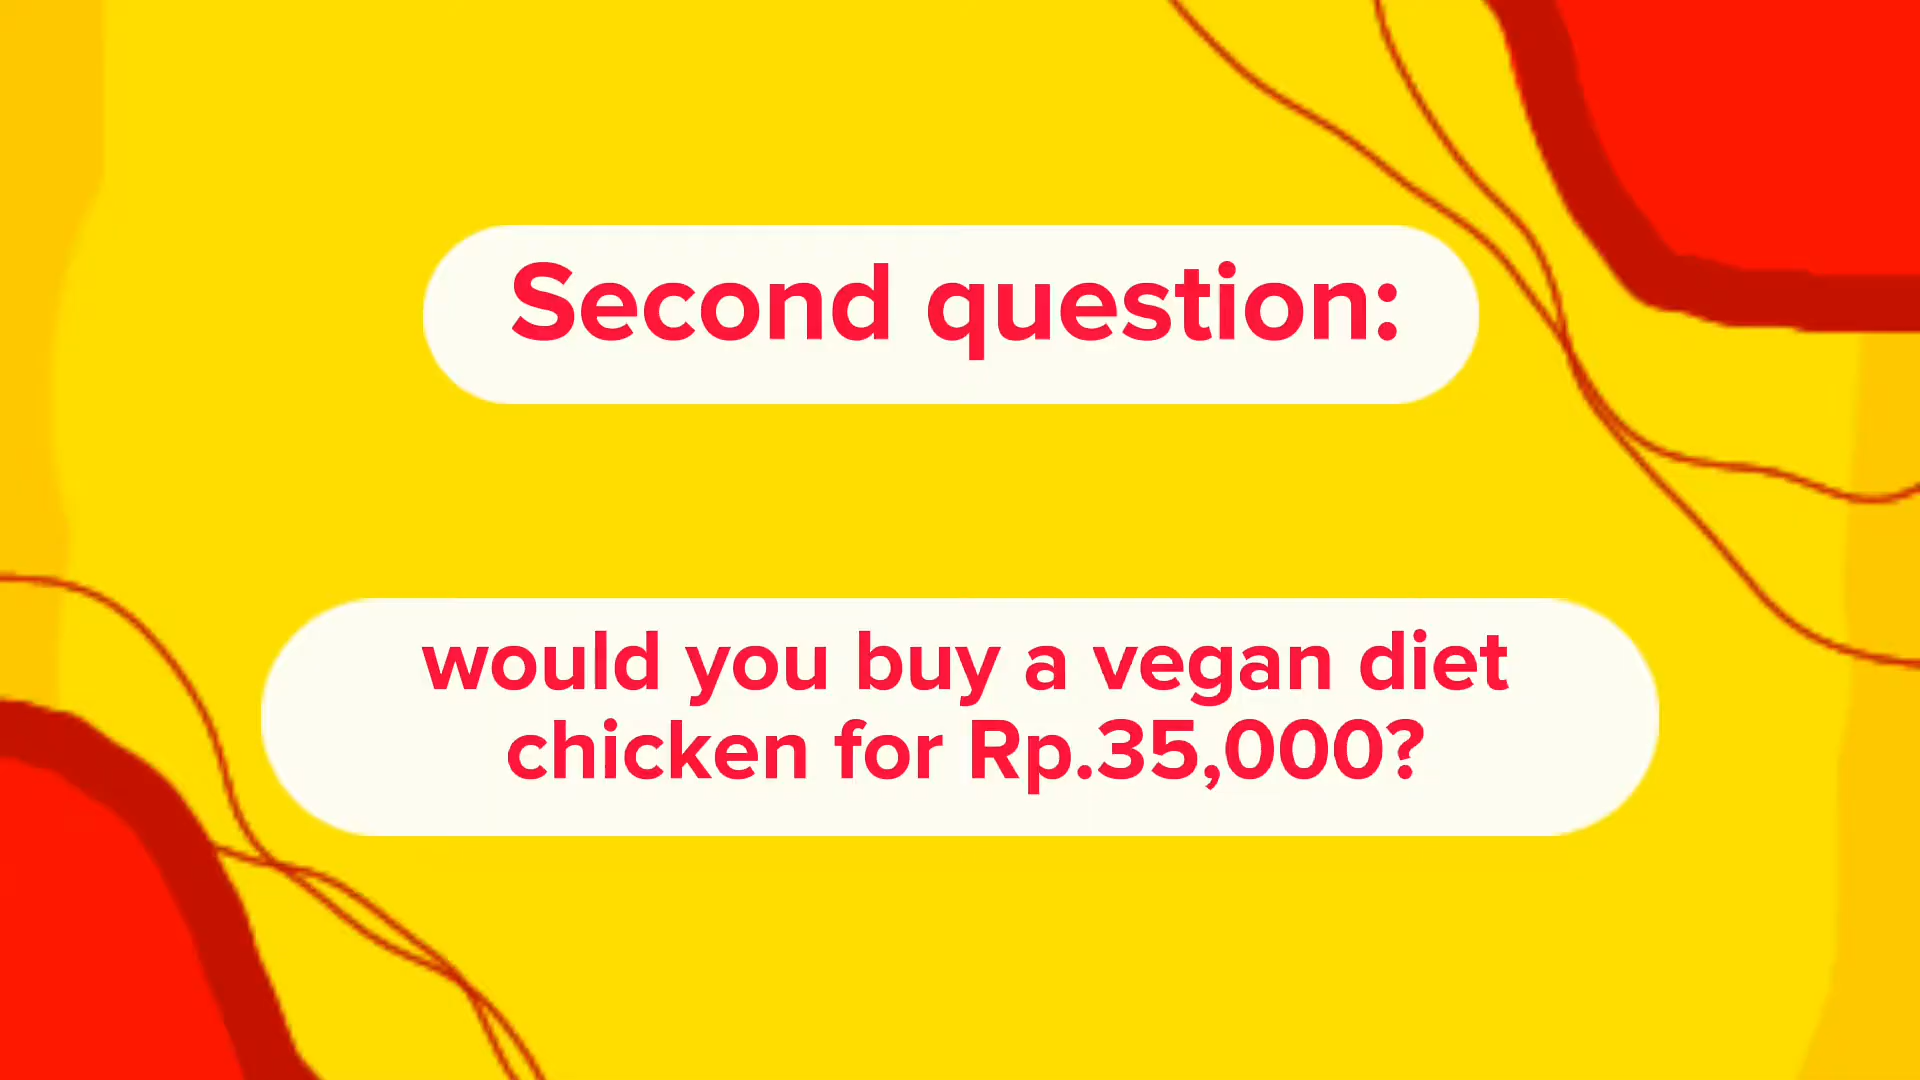 Second question:
would you buy a vegan diet
chicken for Rp.35,000?